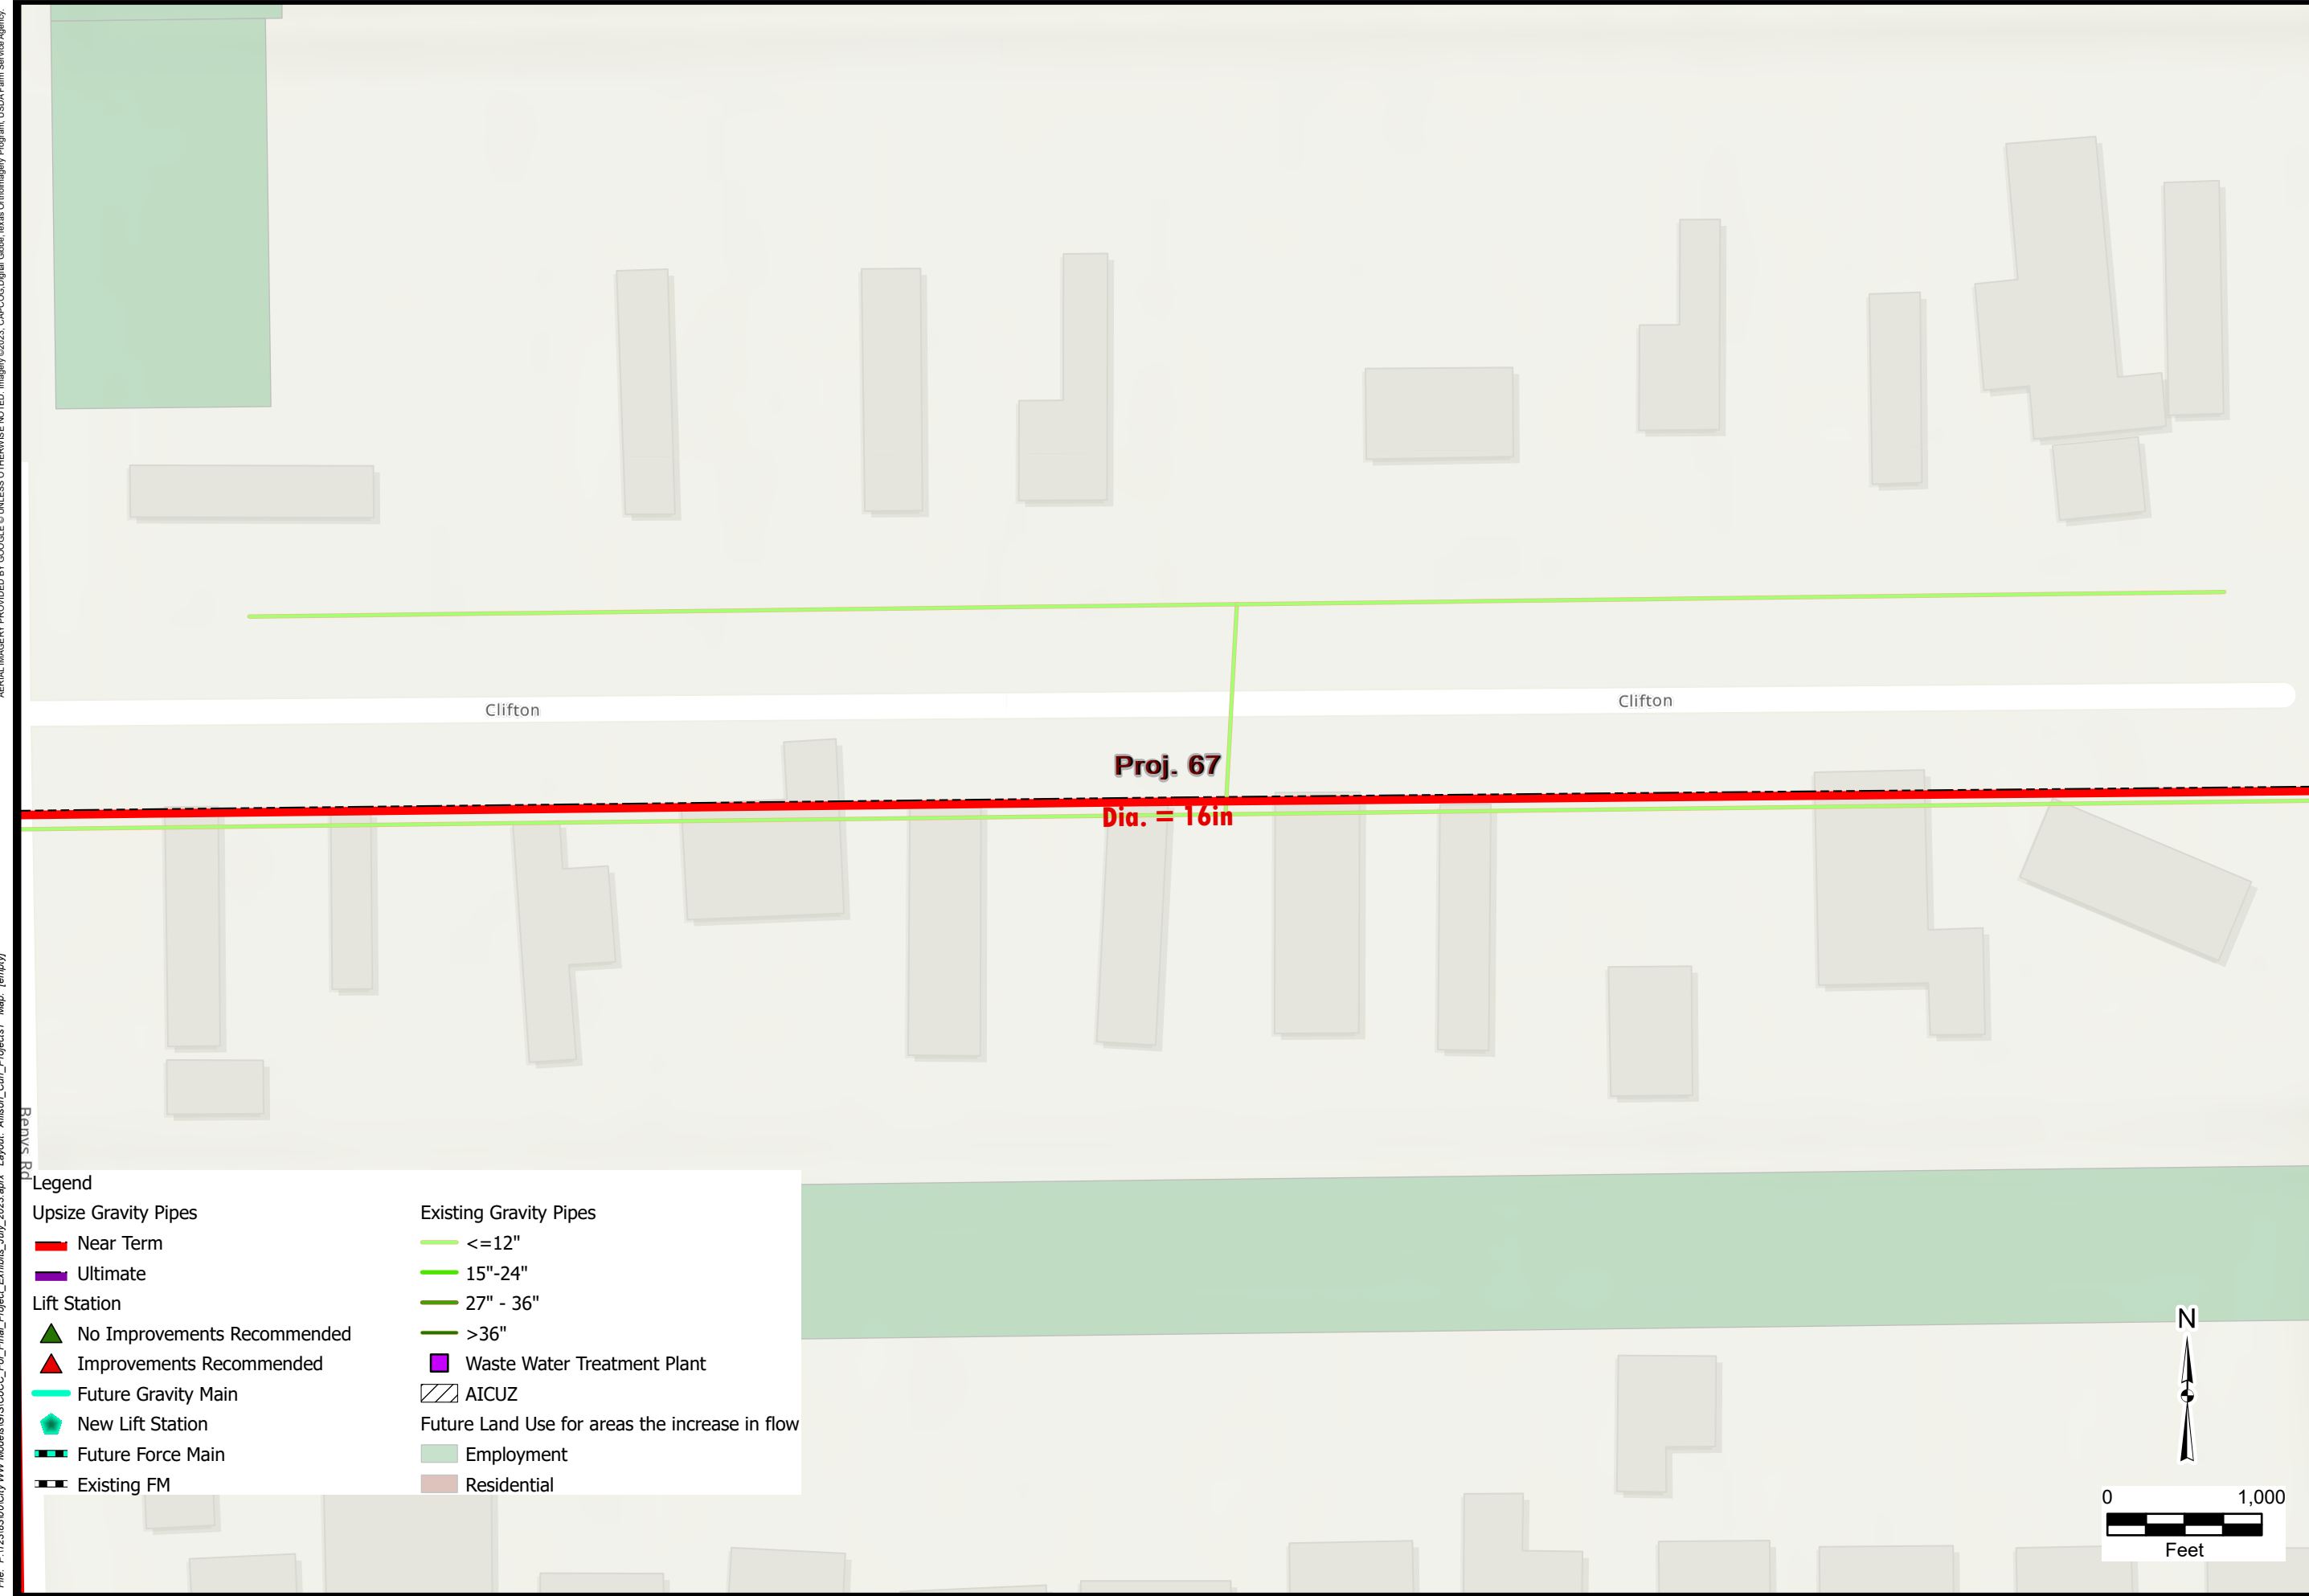 Clifton
Clifton
Proj. 67
Dia. = 16in
Benys Rd
Legend
Upsize Gravity Pipes
Near Term
Ultimate
Lift Station
No Improvements Recommended
Improvements Recommended
Future Gravity Main
New Lift Station
Future Force Main
Existing FM
Existing Gravity Pipes
<=12"
15"-24"
27" - 36"
>36"
Waste Water Treatment Plant
AICUZ
Future Land Use for areas the increase in flow
Employment
Residential
N
0 1,000
Feet